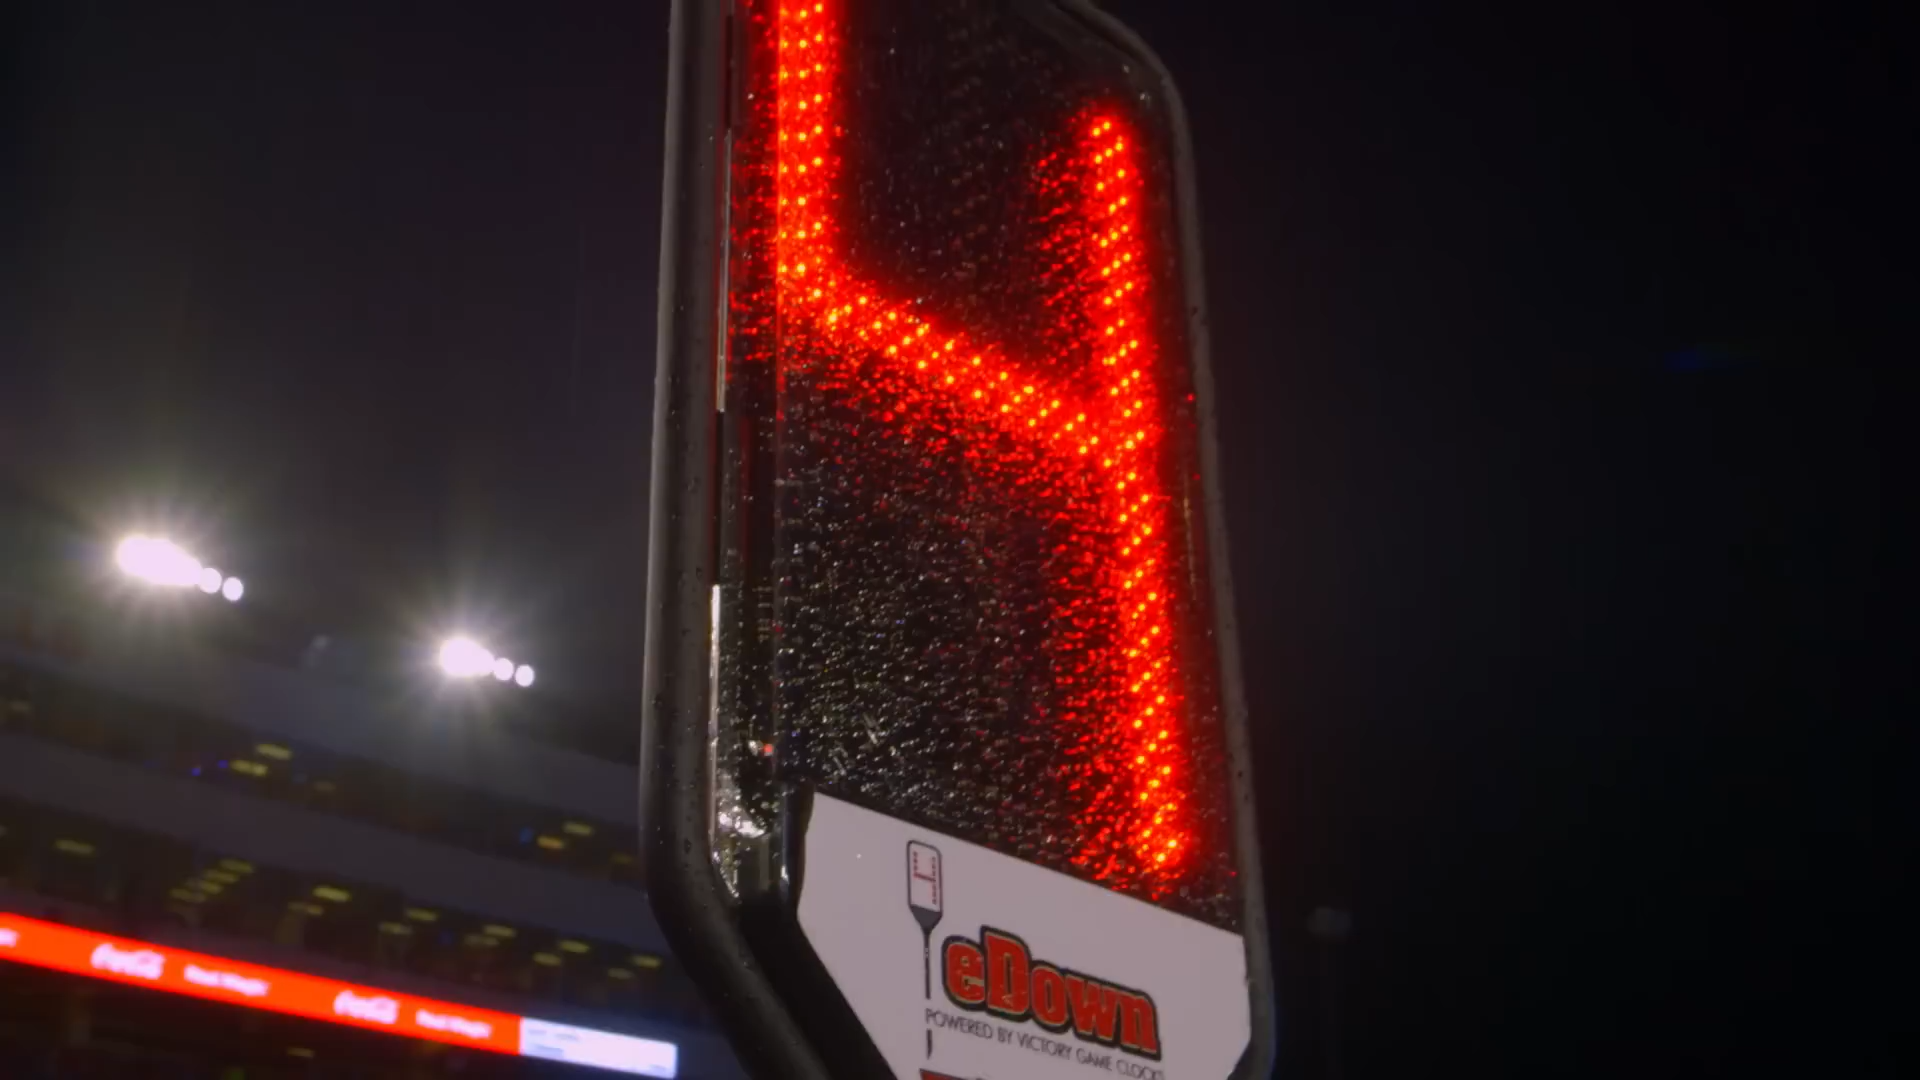 4
eDown
POWERED BY VICTORY GAME CLOCKS
Coca-Cola
Coca-Cola